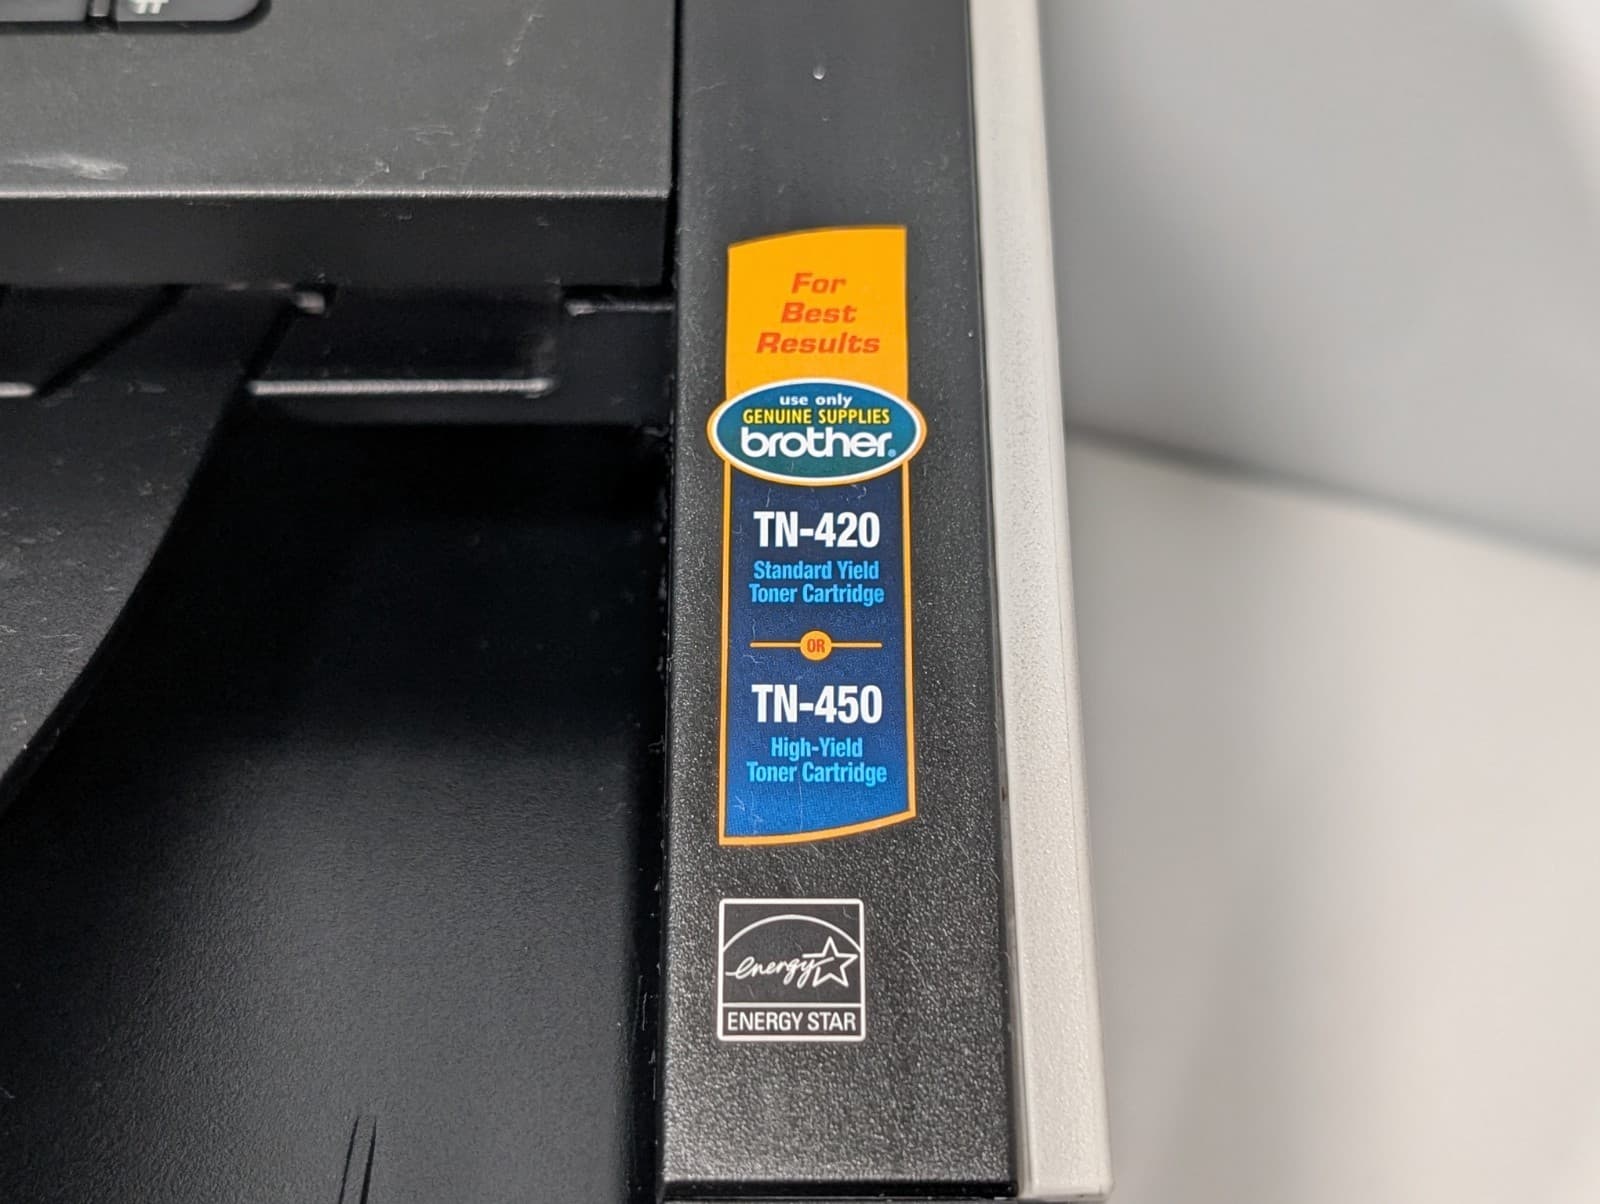 #
For
Best
Results
use only
GENUINE SUPPLIES
brother
TN-420
Standard Yield
Toner Cartridge
OR
TN-450
High-Yield
Toner Cartridge
energy
ENERGY STAR